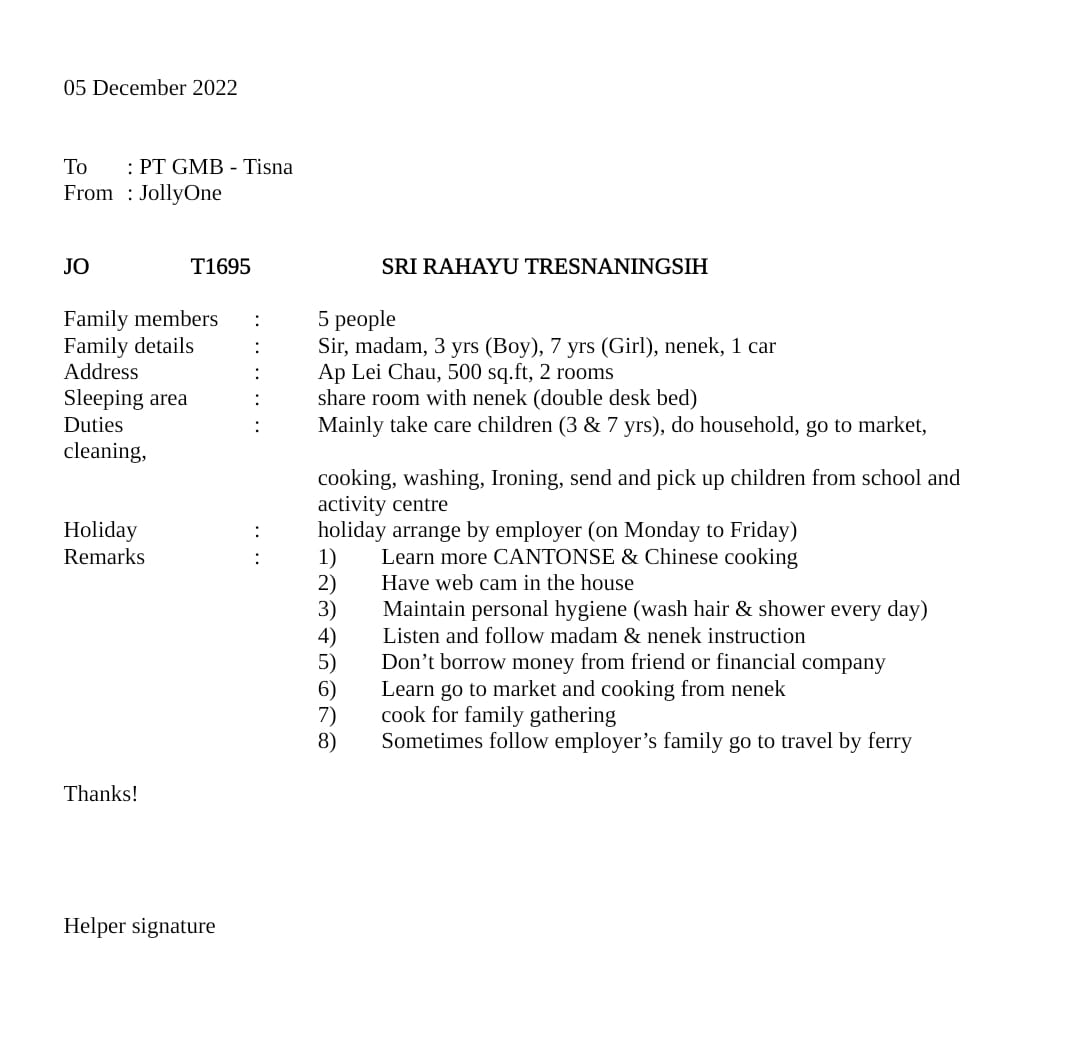 05 December 2022
To : PT GMB - Tisna
From : JollyOne
JO T1695 SRI RAHAYU TRESNANINGSIH
Family members : 5 people
Family details : Sir, madam, 3 yrs (Boy), 7 yrs (Girl), nenek, 1 car
Address : Ap Lei Chau, 500 sq.ft, 2 rooms
Sleeping area : share room with nenek (double desk bed)
Duties : Mainly take care children (3 & 7 yrs), do household, go to market,
cleaning,
cooking, washing, Ironing, send and pick up children from school and
activity centre
Holiday : holiday arrange by employer (on Monday to Friday)
Remarks : 1) Learn more CANTONSE & Chinese cooking
2) Have web cam in the house
3) Maintain personal hygiene (wash hair & shower every day)
4) Listen and follow madam & nenek instruction
5) Don’t borrow money from friend or financial company
6) Learn go to market and cooking from nenek
7) cook for family gathering
8) Sometimes follow employer’s family go to travel by ferry
Thanks!
Helper signature